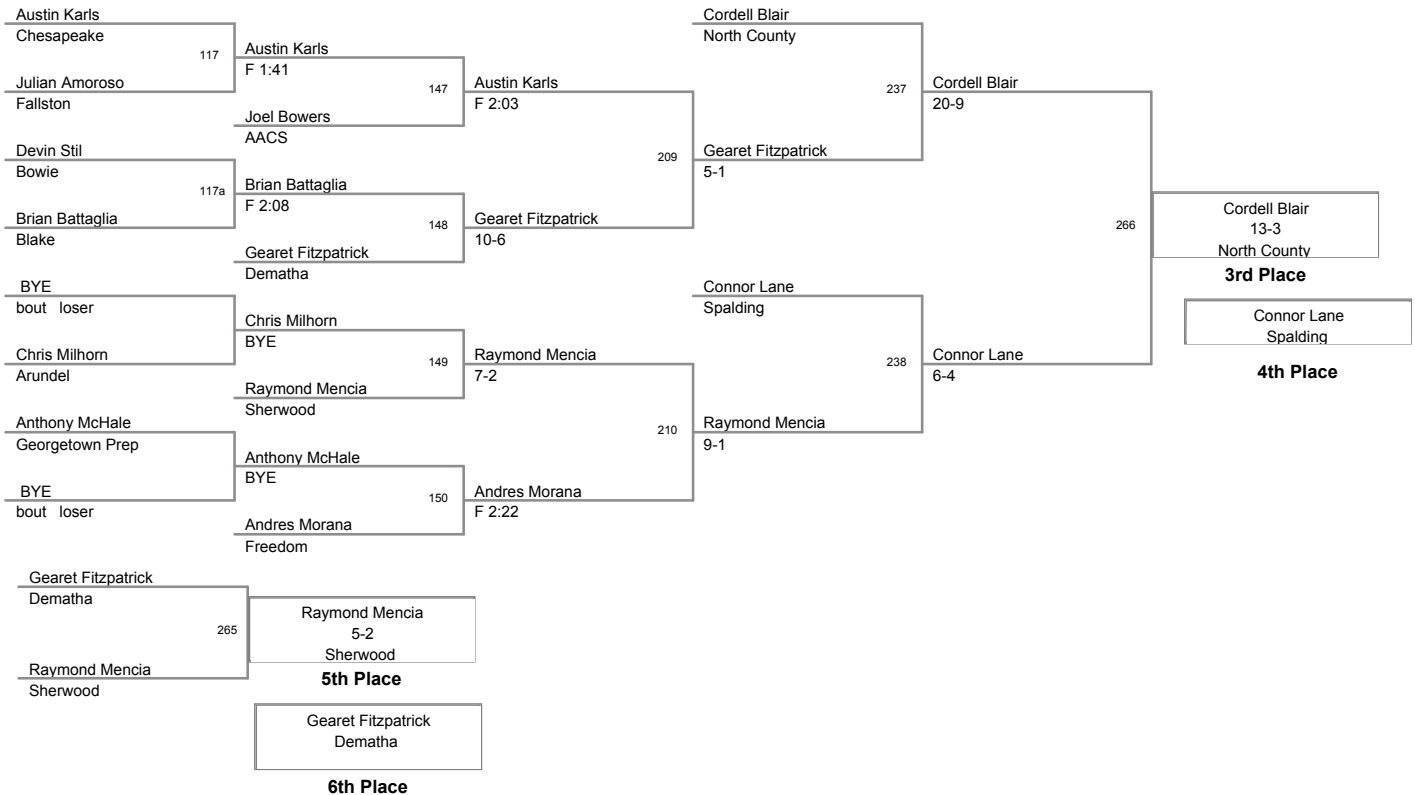 Austin Karls
Chesapeake
117
Julian Amoroso
Fallston
Devin Stil
Bowie
117a
Brian Battaglia
Blake
BYE
bout loser
Chris Milhorn
Arundel
Anthony McHale
Georgetown Prep
BYE
bout loser
Austin Karls
F 1:41
147
Joel Bowers
AACS
Brian Battaglia
F 2:08
148
Gearet Fitzpatrick
Dematha
Chris Milhorn
BYE
149
Raymond Mencia
Sherwood
Anthony McHale
BYE
150
Andres Morana
Freedom
Austin Karls
F 2:03
209
Gearet Fitzpatrick
10-6
Raymond Mencia
7-2
210
Andres Morana
F 2:22
Cordell Blair
North County
237
Gearet Fitzpatrick
5-1
Connor Lane
Spalding
238
Raymond Mencia
9-1
Cordell Blair
20-9
266
Connor Lane
6-4
Cordell Blair
13-3
North County
3rd Place
Connor Lane
Spalding
4th Place
Gearet Fitzpatrick
Dematha
265
Raymond Mencia
Sherwood
Raymond Mencia
5-2
Sherwood
5th Place
Gearet Fitzpatrick
Dematha
6th Place